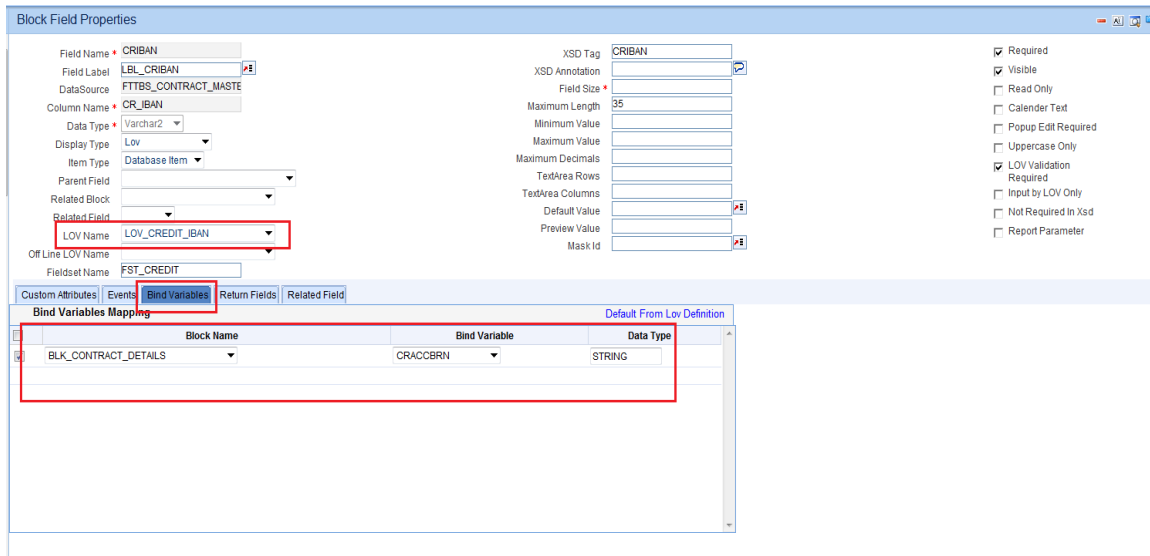 Block Field Properties
Field Name * CRIBAN
Field Label LBL_CRIBAN
DataSource FTTBS_CONTRACT_MASTE
Column Name * CR_IBAN
Data Type * Varchar2
Display Type Lov
Item Type Database Item
Parent Field
Related Block
Related Field
LOV Name LOV_CREDIT_IBAN
Off Line LOV Name
Fieldset Name FST_CREDIT
XSD Tag CRIBAN
XSD Annotation
Field Size *
Maximum Length 35
Minimum Value
Maximum Value
Maximum Decimals
TextArea Rows
TextArea Columns
Default Value
Preview Value
Mask Id
Required
Visible
Read Only
Calender Text
Popup Edit Required
Uppercase Only
LOV Validation
Required
Input by LOV Only
Not Required In Xsd
Report Parameter
Custom Attributes Events Bind Variables Return Fields Related Field
Bind Variables Mapping Default From Lov Definition
Block Name Bind Variable Data Type
BLK_CONTRACT_DETAILS CRACCBRN STRING